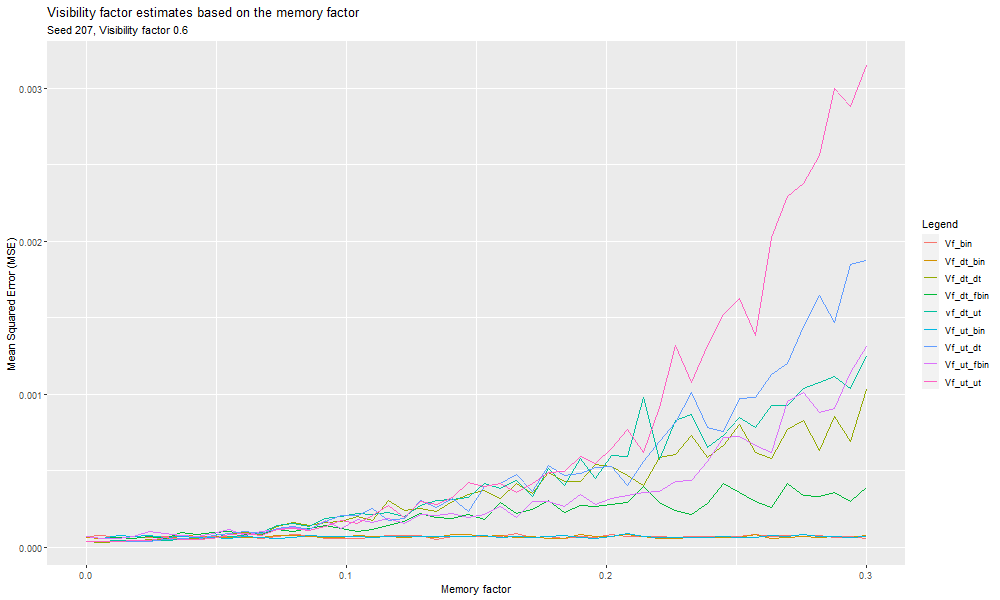 Visibility factor estimates based on the memory factor
Seed 207, Visibility factor 0.6
0.003
0.002
0.001
0.000
Mean Squared Error (MSE)
0.0
0.1
0.2
0.3
Memory factor
Legend
Vf_bin
Vf_dt_bin
Vf_dt_dt
Vf_dt_fbin
vf_dt_ut
Vf_ut_bin
Vf_ut_dt
Vf_ut_fbin
Vf_ut_ut